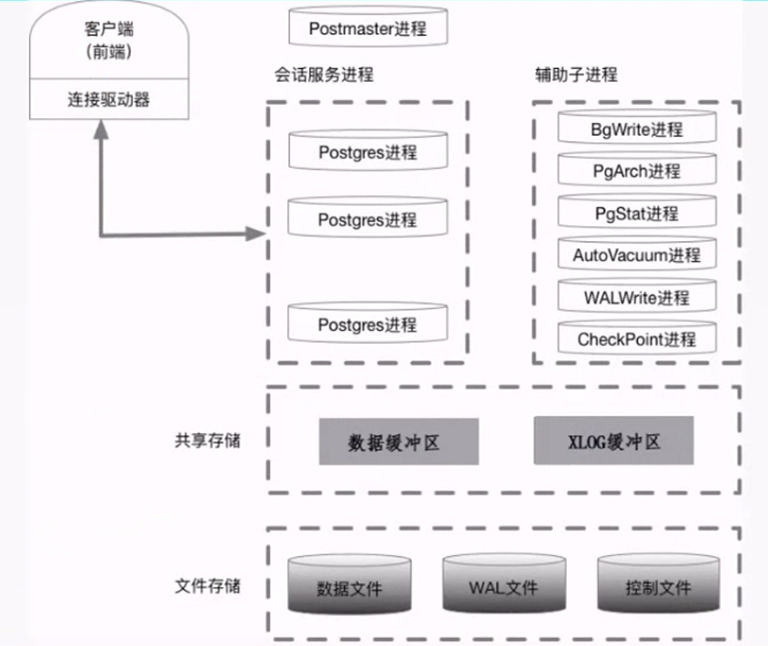 客户端
(前端)
连接驱动器
Postmaster进程
会话服务进程
Postgres进程
Postgres进程
Postgres进程
辅助子进程
BgWrite进程
PgArch进程
PgStat进程
AutoVacuum进程
WALWrite进程
CheckPoint进程
共享存储
数据缓冲区
XLOG缓冲区
文件存储
数据文件
WAL文件
控制文件